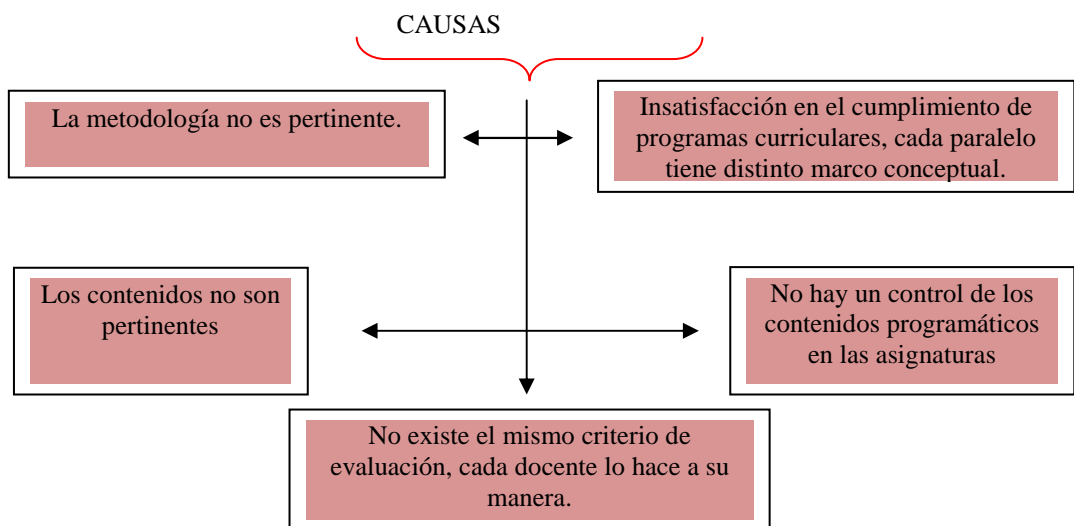 CAUSAS
La metodología no es pertinente.
Insatisfacción en el cumplimiento de
programas curriculares, cada paralelo
tiene distinto marco conceptual.
Los contenidos no son
pertinentes
No hay un control de los
contenidos programáticos
en las asignaturas
No existe el mismo criterio de
evaluación, cada docente lo hace a su
manera.